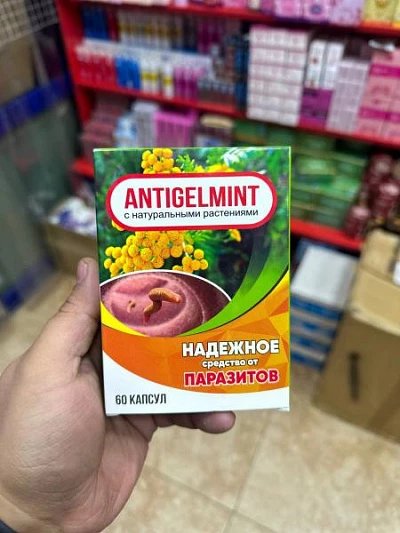 ANTIGELMINT
с натуральными растениями
НАДЕЖНОЕ
средство от
ПАРАЗИТОВ
60 КАПСУЛ